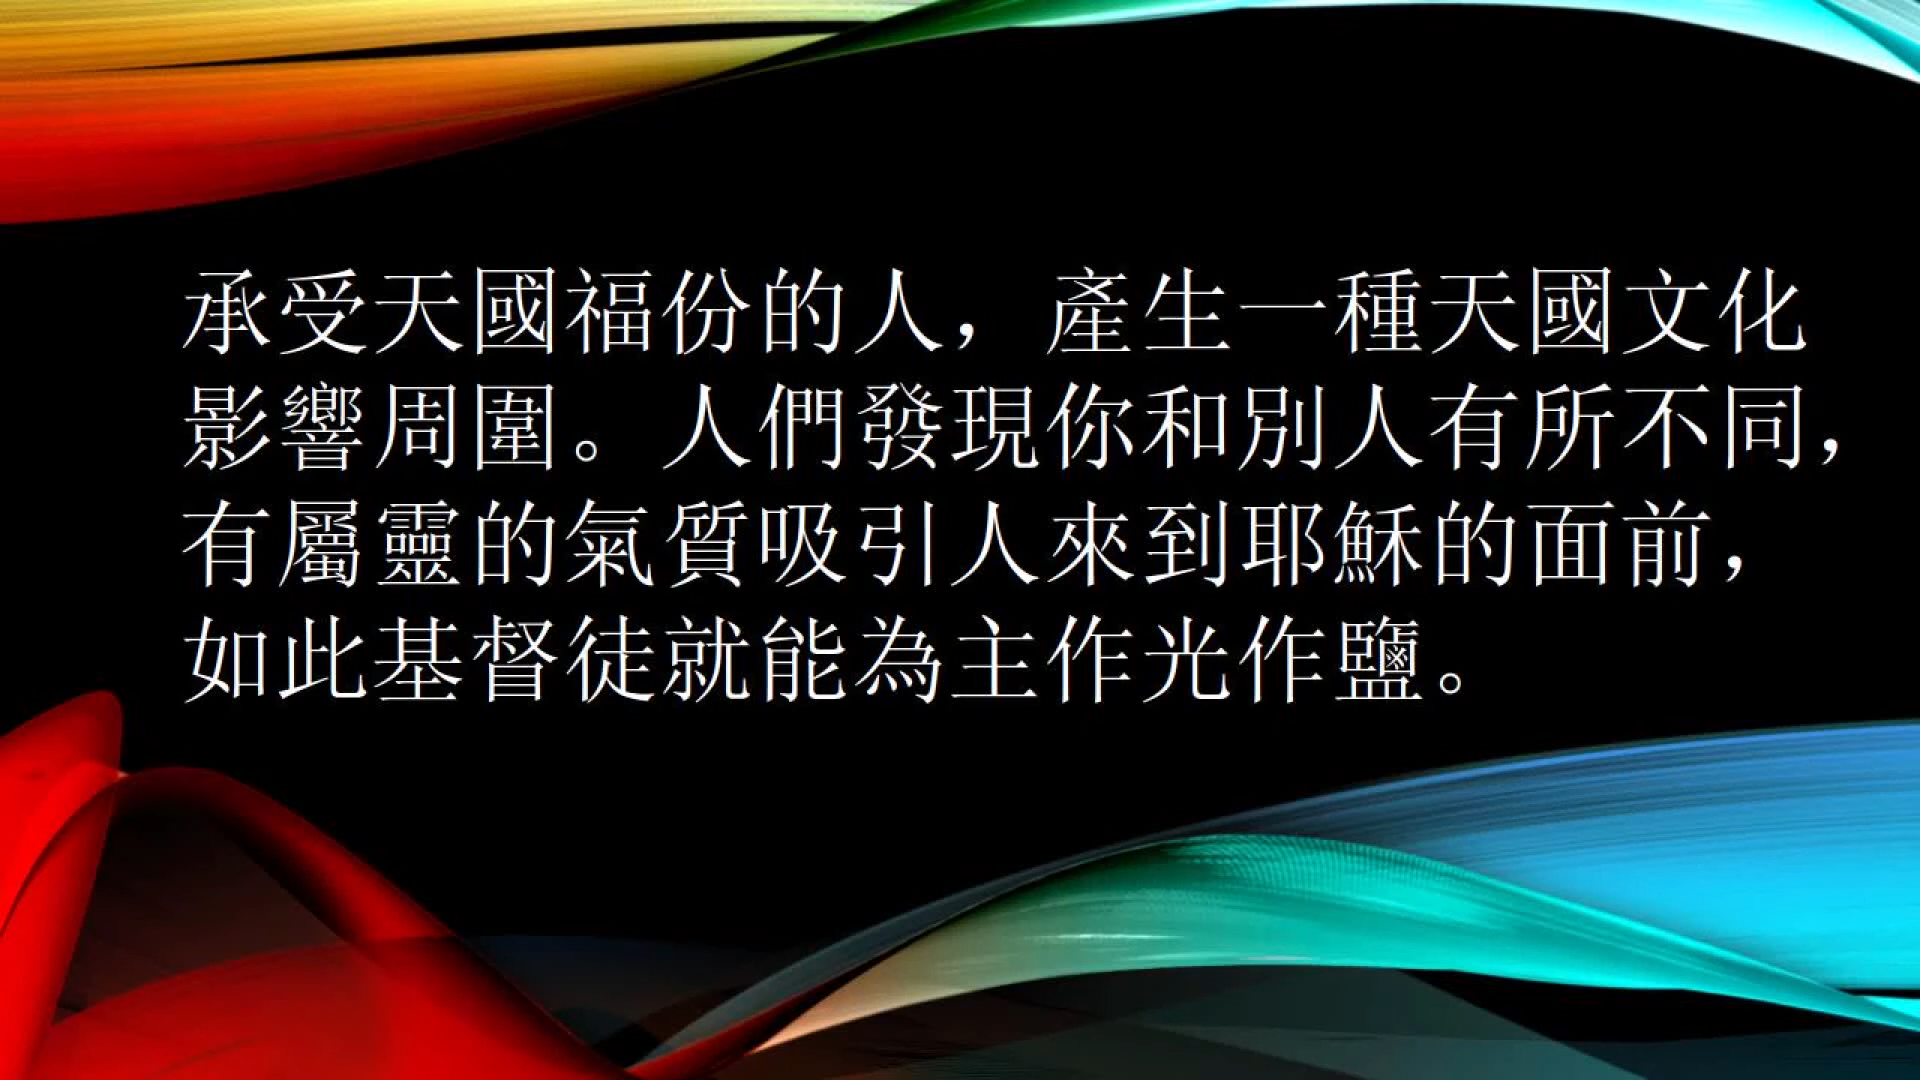 承受天國福份的人，產生一種天國文化
影響周圍。人們發現你和別人有所不同，
有屬靈的氣質吸引人來到耶穌的面前，
如此基督徒就能為主作光作鹽。